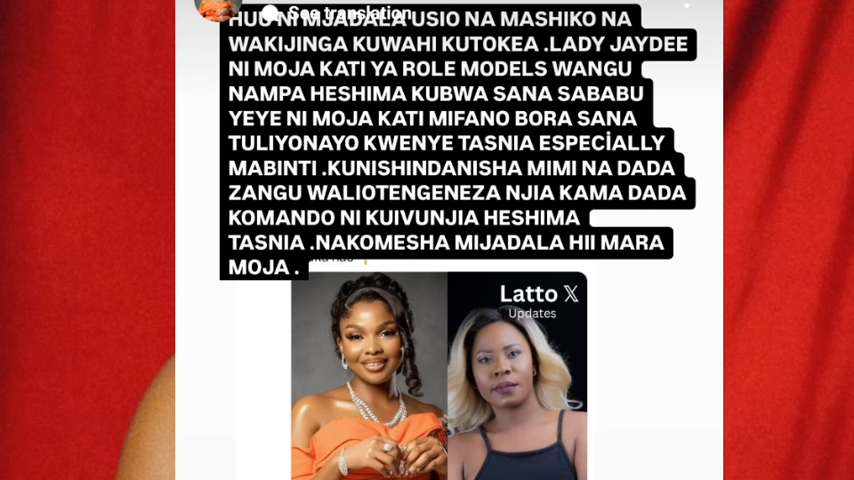 See translation
HUU NI MJADALA USIO NA MASHIKO NA
WAKIJINGA KUWAHI KUTOKEA .LADY JAYDEE
NI MOJA KATI YA ROLE MODELS WANGU
NAMPA HESHIMA KUBWA SANA SABABU
YEYE NI MOJA KATI MIFANO BORA SANA
TULIYONAYO KWENYE TASNIA ESPECİALLY
MABINTI .KUNISHINDANISHA MIMI NA DADA
ZANGU WALIOTENGENEZA NJIA KAMA DADA
KOMANDO NI KUIVUNJIA HESHIMA
TASNIA .NAKOMESHA MIJADALA HII MARA
MOJA .
Latto X
Updates